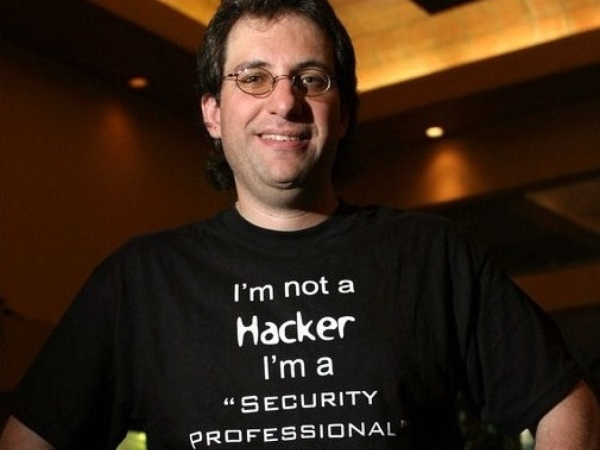 I'm not a
Hacker
I'm a
“SECURITY
PROFESSIONAL”